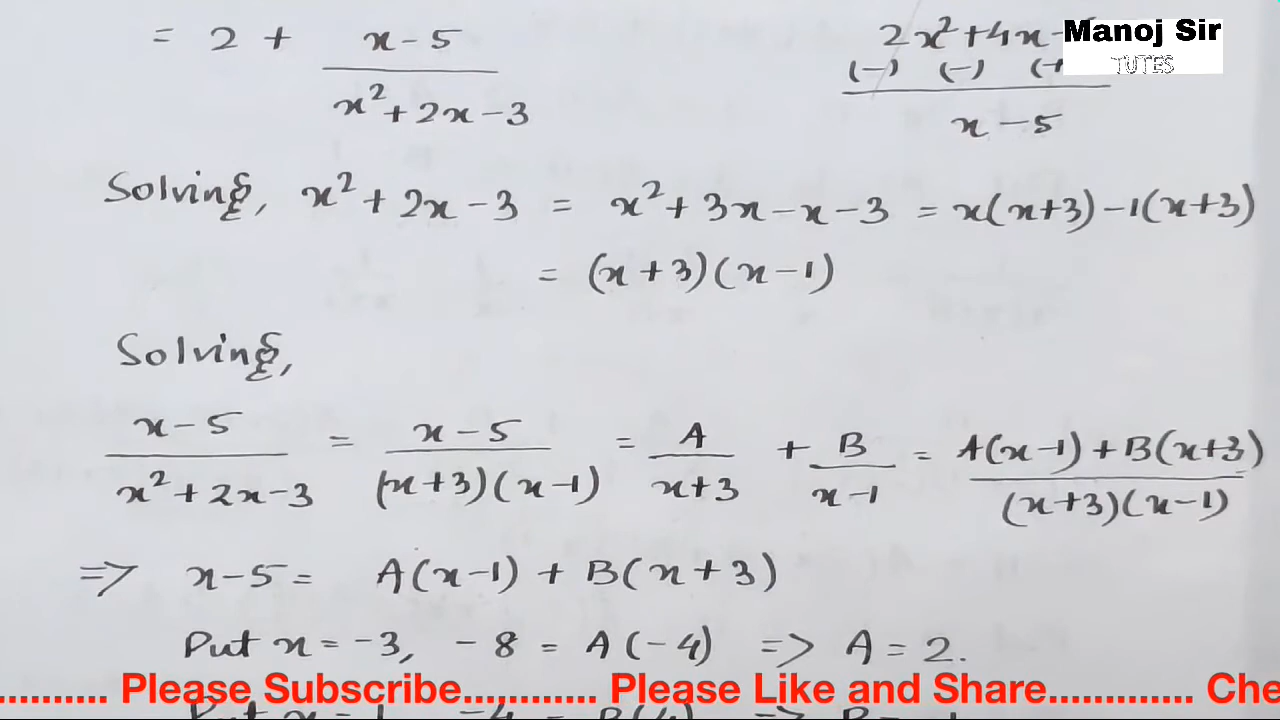 = 2 + (x-5)/(x²+2x-3)
2x²+4x-
(-) (-) (+
x-5
Manoj Sir
TUTES
Solving, x²+2x-3 = x²+3x-x-3 = x(x+3)-1(x+3)
= (x+3)(x-1)
Solving,
(x-5)/(x²+2x-3) = (x-5)/((x+3)(x-1)) = A/(x+3) + B/(x-1) = (A(x-1)+B(x+3))/((x+3)(x-1))
=> x-5 = A(x-1) + B(x+3)
Put x = -3, -8 = A(-4) => A = 2.
........... Please Subscribe............ Please Like and Share............. Che